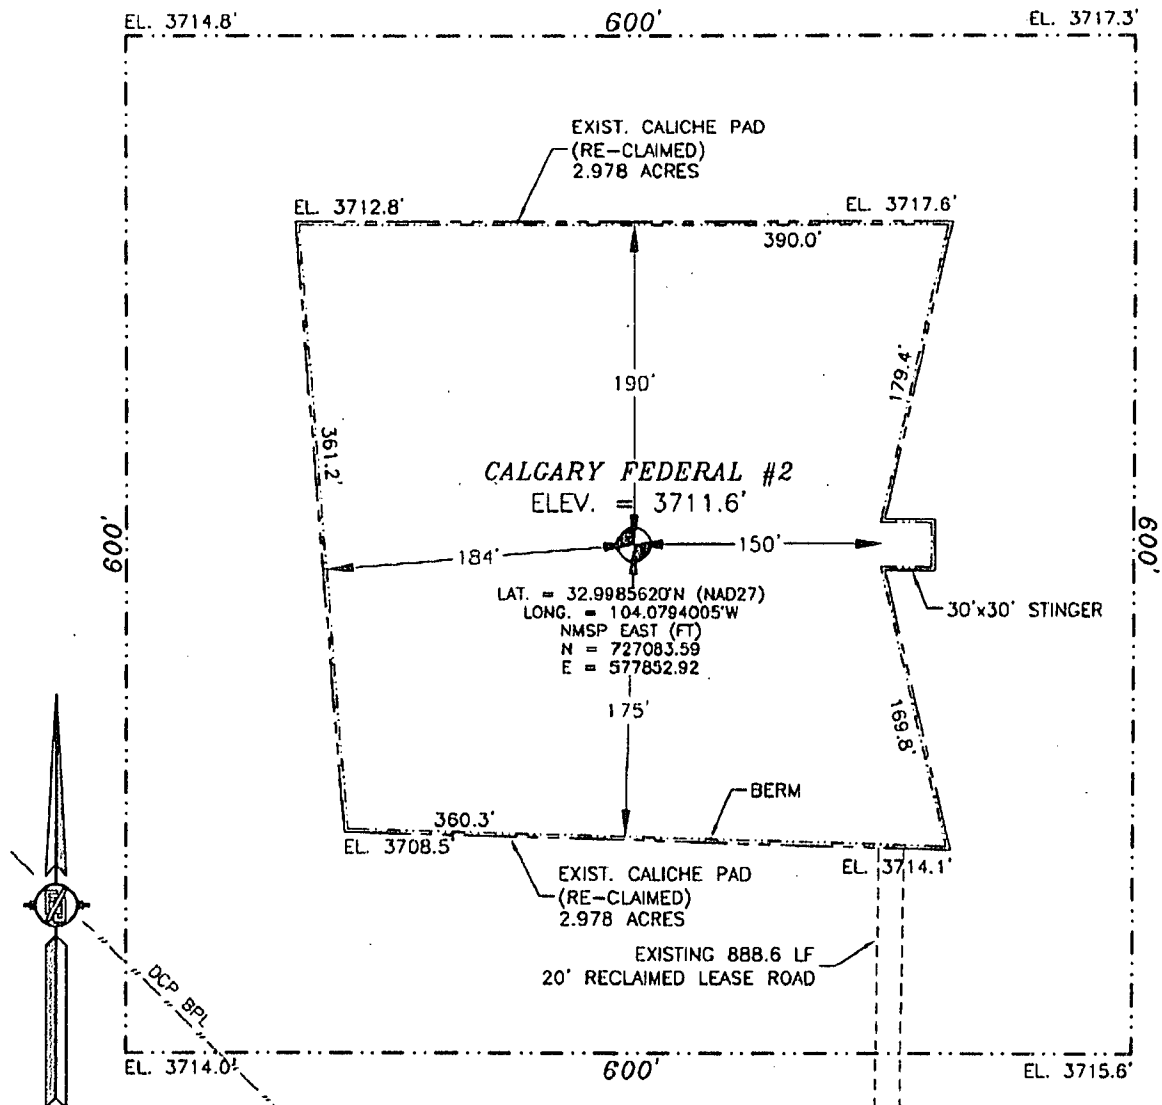 EL. 3714.8'
600'
EL. 3717.3'
EXIST. CALICHE PAD
(RE-CLAIMED)
2.978 ACRES
EL. 3712.8'
EL. 3717.6'
390.0'
179.4'
190'
361.2'
CALGARY FEDERAL #2
ELEV. = 3711.6'
600'
184'
150'
600'
LAT. = 32.9985620'N (NAD27)
LONG. = 104.0794005'W
NMSP EAST (FT)
N = 727083.59
E = 577852.92
30'x30' STINGER
175'
169.8'
BERM
360.3'
EL. 3708.5'
EL. 3714.1'
EXIST. CALICHE PAD
(RE-CLAIMED)
2.978 ACRES
EXISTING 888.6 LF
20' RECLAIMED LEASE ROAD
DCP BPL
EL. 3714.0'
600'
EL. 3715.6'